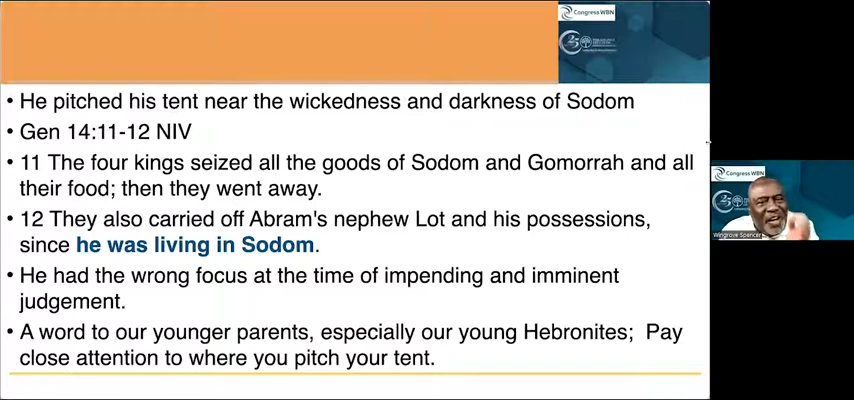 Congress WBN
25
• He pitched his tent near the wickedness and darkness of Sodom
• Gen 14:11-12 NIV
• 11 The four kings seized all the goods of Sodom and Gomorrah and all
their food; then they went away.
• 12 They also carried off Abram's nephew Lot and his possessions,
since he was living in Sodom.
• He had the wrong focus at the time of impending and imminent
judgement.
• A word to our younger parents, especially our young Hebronites;  Pay
close attention to where you pitch your tent.
Congress WBN
25
Wingrove Spencer